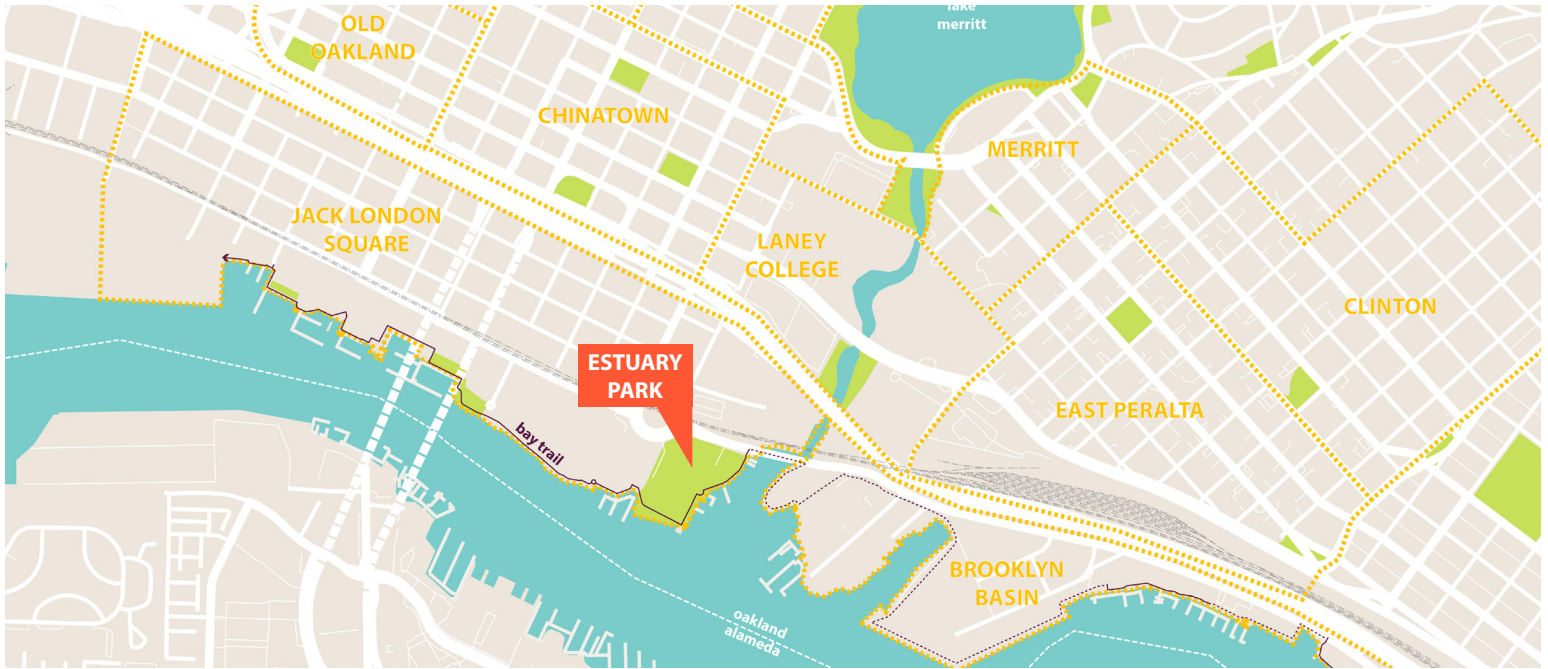 OLD
OAKLAND
lake
merritt
CHINATOWN
MERRITT
JACK LONDON
SQUARE
LANEY
COLLEGE
CLINTON
ESTUARY
PARK
EAST PERALTA
bay trail
BROOKLYN
BASIN
oakland
alameda